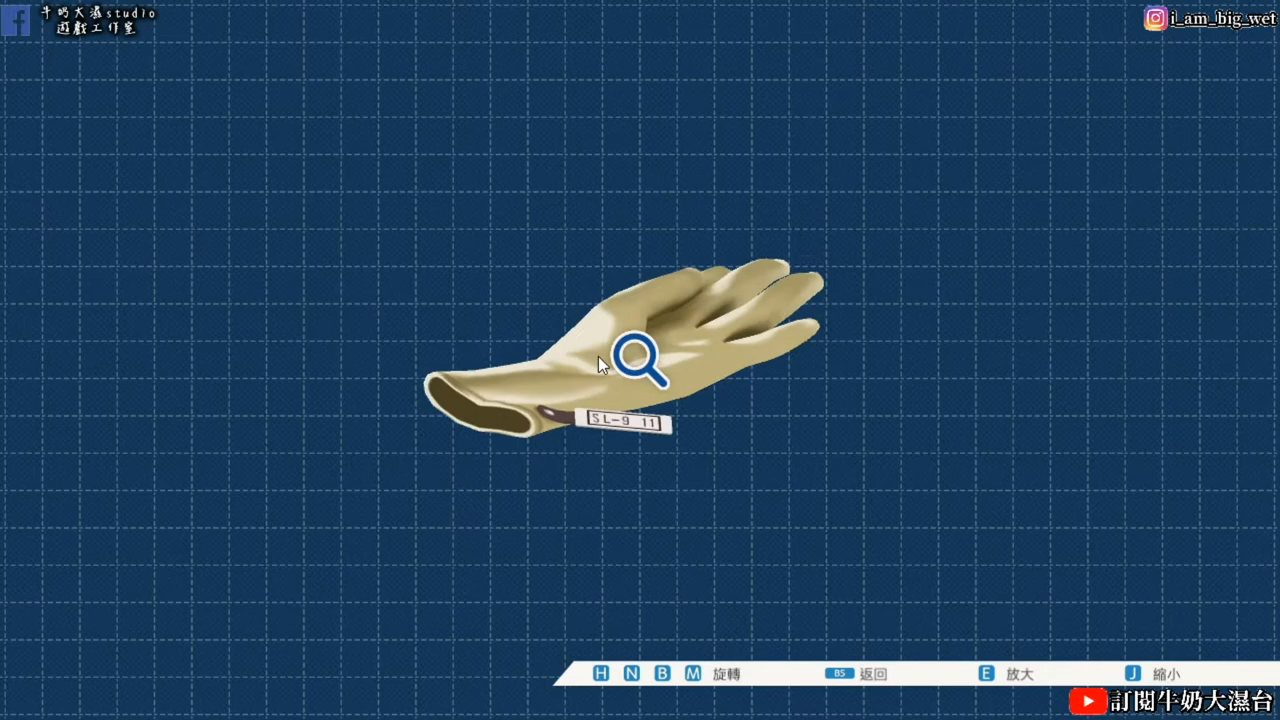 牛奶大濕studio
遊戲工作室
i_am_big_wet
SL-9 11
H N B M 旋轉 BS 返回 E 放大 J 縮小
訂閱牛奶大濕台